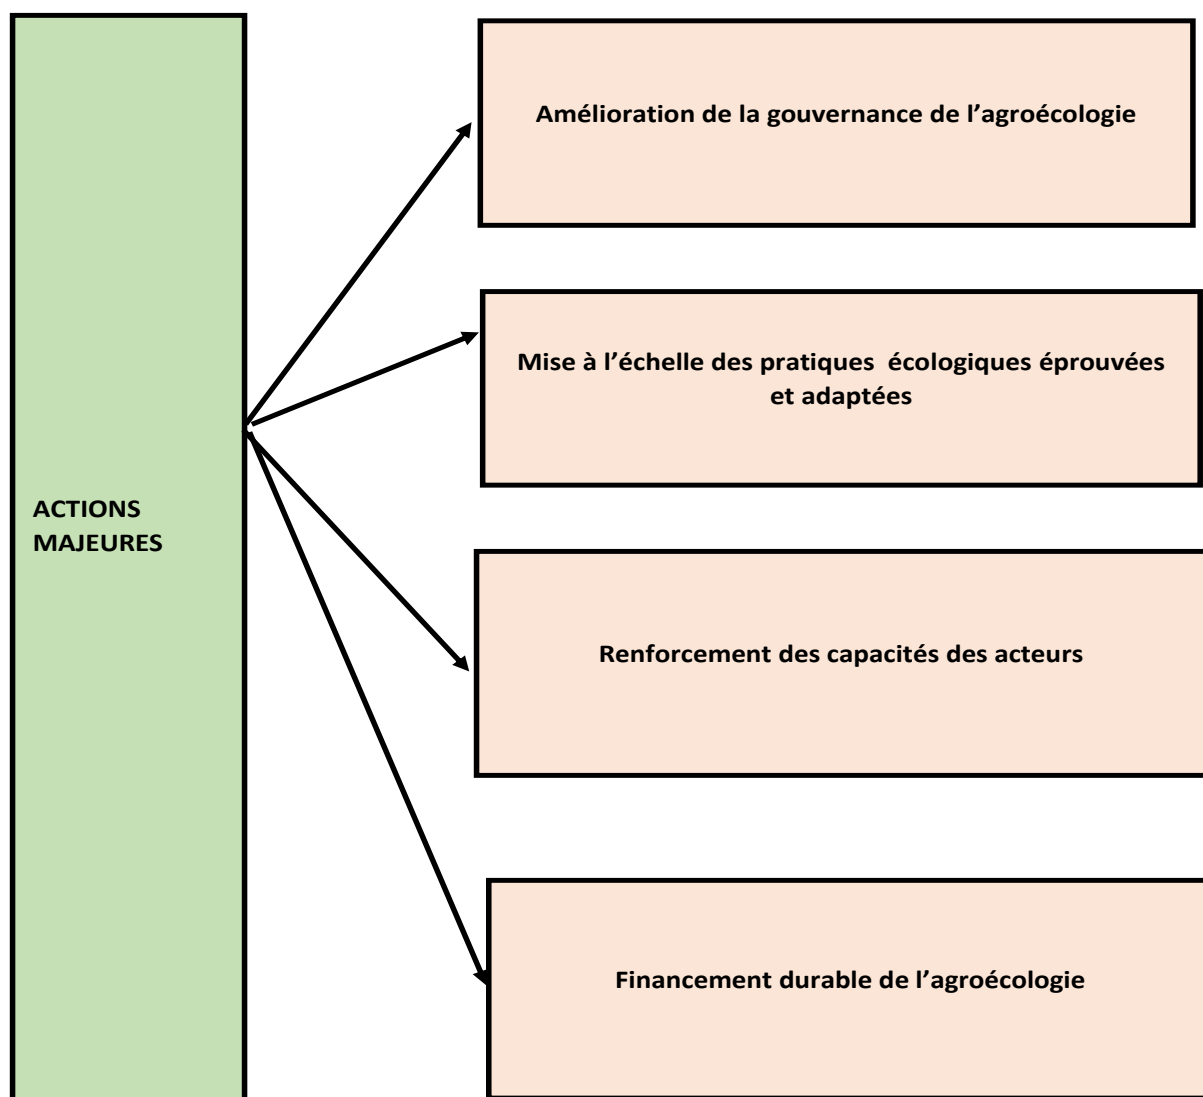 Amélioration de la gouvernance de l’agroécologie
Mise à l’échelle des pratiques  écologiques éprouvées
et adaptées
ACTIONS
MAJEURES
Renforcement des capacités des acteurs
Financement durable de l’agroécologie